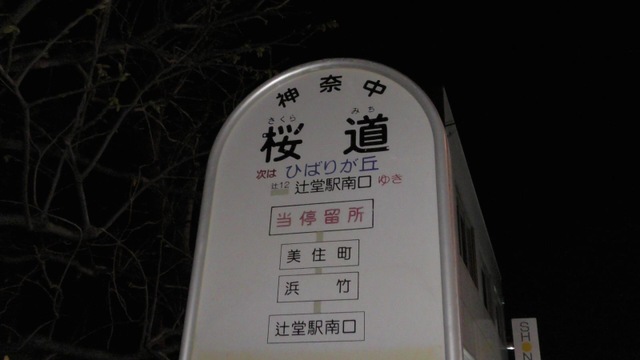 神奈中
さくら みち
桜道
次は ひばりが丘
辻12 辻堂駅南口 ゆき
当停留所
美住町
浜竹
辻堂駅南口
SHON